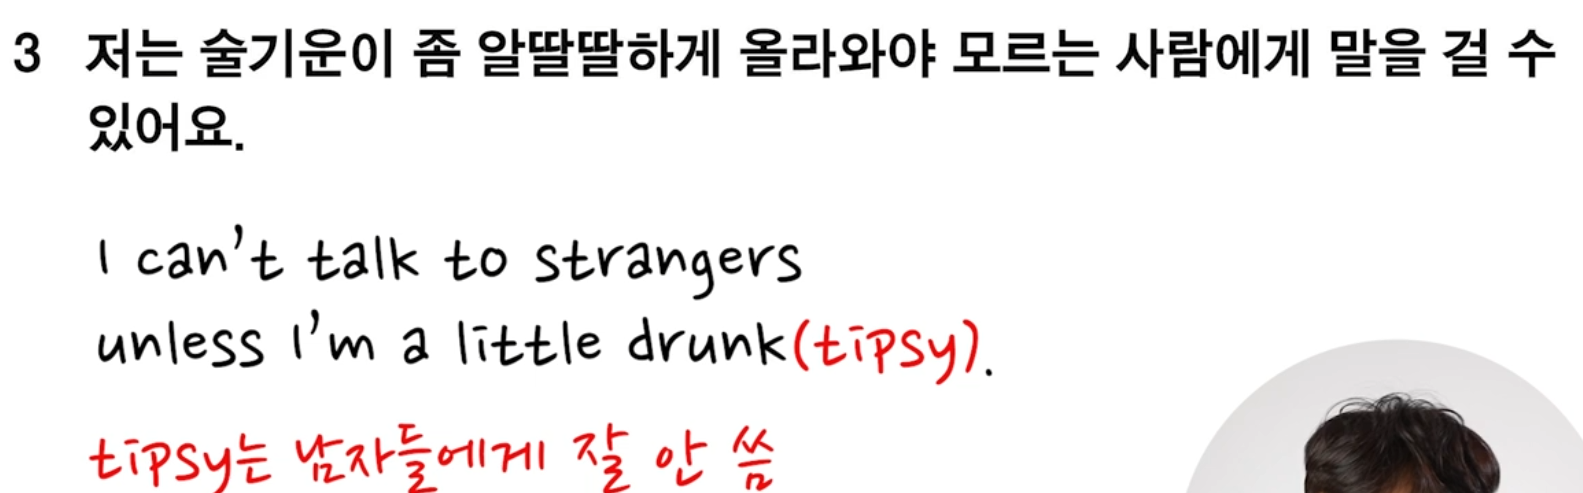 3 저는 술기운이 좀 알딸딸하게 올라와야 모르는 사람에게 말을 걸 수
있어요.
I can't talk to strangers
unless I'm a little drunk(tipsy).
tipsy는 남자들에게 잘 안 씀